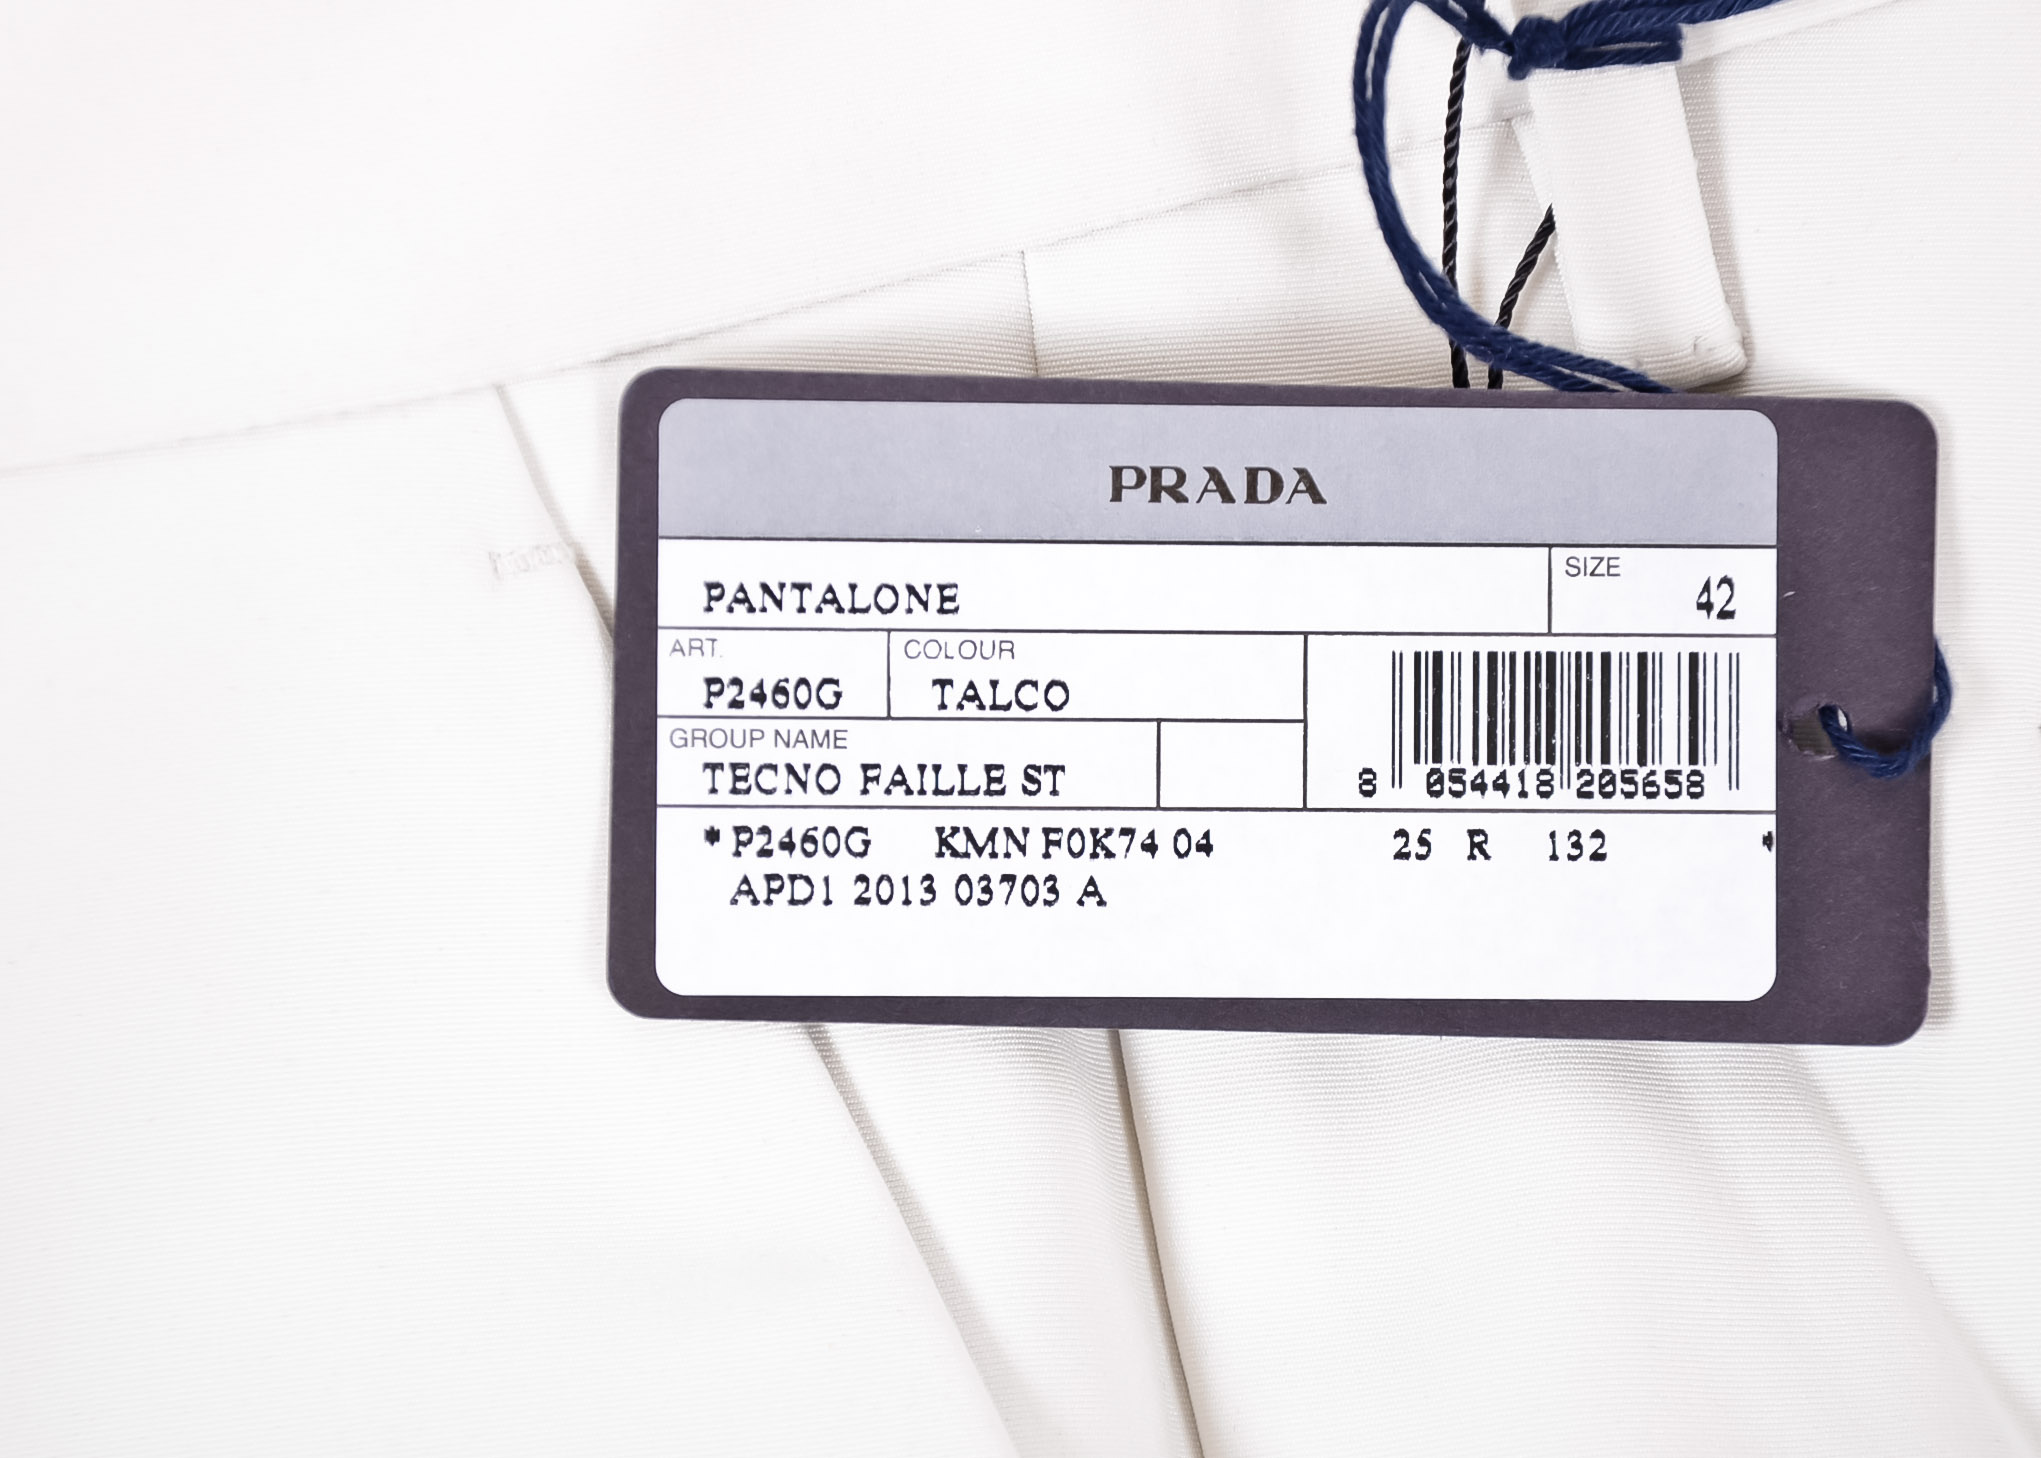 PRADA
PANTALONE
SIZE
42
ART.
P2460G
COLOUR
TALCO
GROUP NAME
TECNO FAILLE ST
8 054418 205658
* P2460G KMN F0K74 04 25 R 132 *
APD1 2013 03703 A